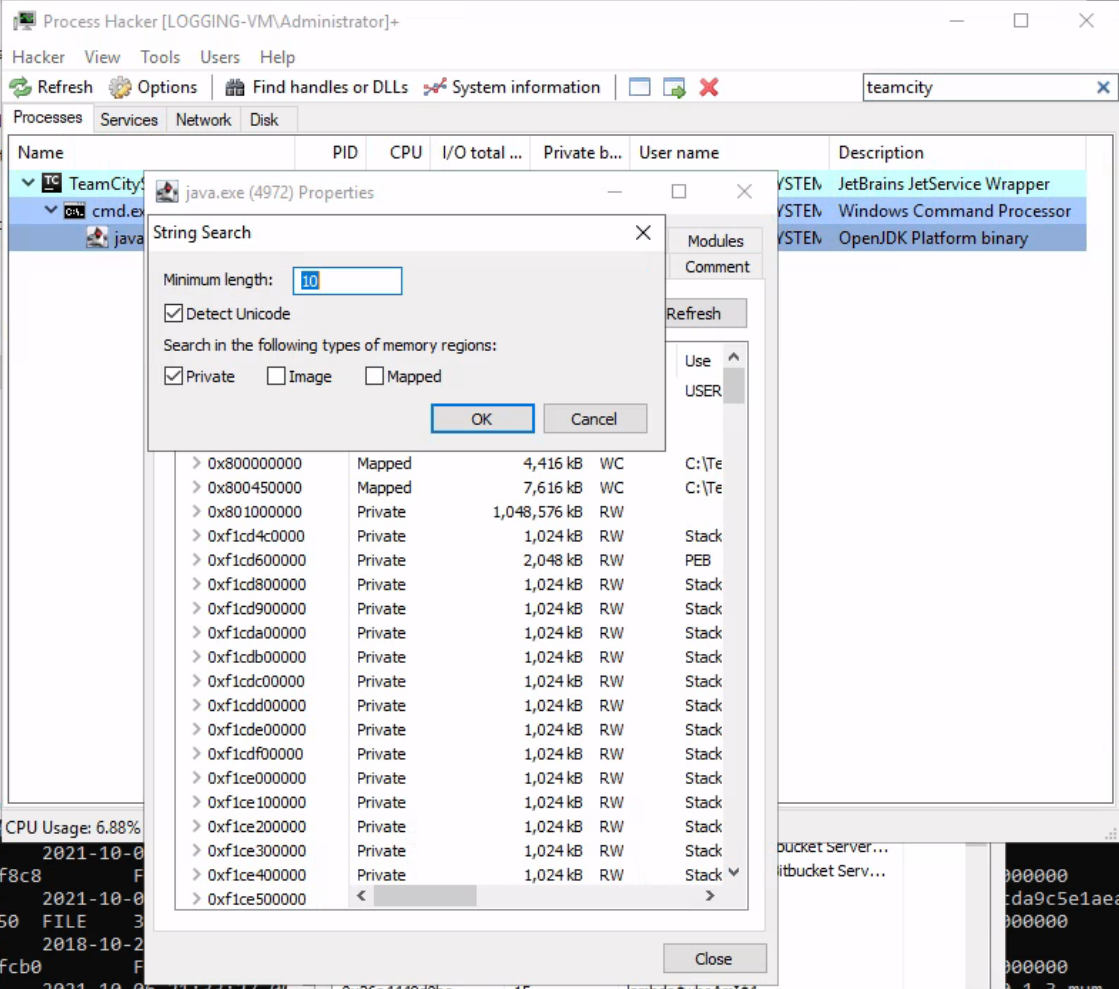 Process Hacker [LOGGING-VM\Administrator]+
Hacker View Tools Users Help
Refresh Options Find handles or DLLs System information teamcity
Processes Services Network Disk
Name PID CPU I/O total ... Private b... User name Description
TC TeamCityS YSTEM JetBrains JetService Wrapper
java.exe (4972) Properties
C:\. cmd.ex YSTEM Windows Command Processor
java YSTEM OpenJDK Platform binary
String Search
Modules
Comment
Minimum length: 10
Detect Unicode
Refresh
Search in the following types of memory regions:
Private Image Mapped
Use
USER
OK Cancel
0x800000000 Mapped 4,416 kB WC C:\Te
0x800450000 Mapped 7,616 kB WC C:\Te
0x801000000 Private 1,048,576 kB RW
0xf1cd4c0000 Private 1,024 kB RW Stack
0xf1cd600000 Private 2,048 kB RW PEB
0xf1cd800000 Private 1,024 kB RW Stack
0xf1cd900000 Private 1,024 kB RW Stack
0xf1cda00000 Private 1,024 kB RW Stack
0xf1cdb00000 Private 1,024 kB RW Stack
0xf1cdc00000 Private 1,024 kB RW Stack
0xf1cdd00000 Private 1,024 kB RW Stack
0xf1cde00000 Private 1,024 kB RW Stack
0xf1cdf00000 Private 1,024 kB RW Stack
0xf1ce000000 Private 1,024 kB RW Stack
0xf1ce100000 Private 1,024 kB RW Stack
0xf1ce200000 Private 1,024 kB RW Stack
0xf1ce300000 Private 1,024 kB RW Stack
0xf1ce400000 Private 1,024 kB RW Stack
0xf1ce500000
CPU Usage: 6.88%
2021-10-0 bucket Server...
f8c8 F Bitbucket Serv... 000000
2021-10-0 tda9c5e1aea
50 FILE 3 000000
2018-10-2
fcb0 F 000000
Close